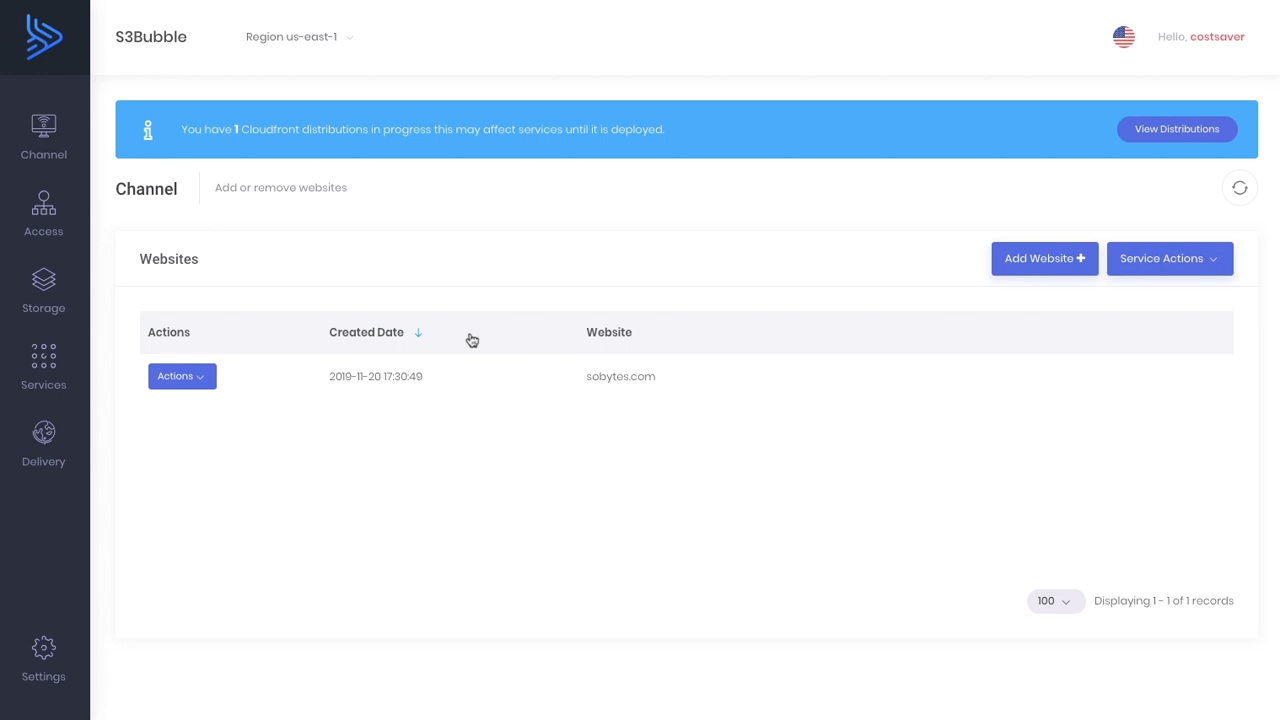 S3Bubble
Region us-east-1
Hello, costsaver
You have 1 Cloudfront distributions in progress this may affect services until it is deployed.
View Distributions
Channel
Add or remove websites
Channel
Access
Storage
Services
Delivery
Settings
Websites
Add Website +
Service Actions
Actions
Created Date
Website
Actions
2019-11-20 17:30:49
sobytes.com
100
Displaying 1 - 1 of 1 records